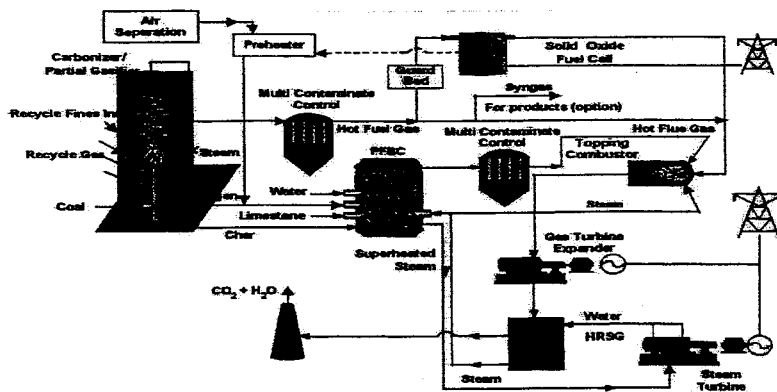 Air
Separation
Preheater
Carbonizer/
Partial Gasifier
Solid Oxide
Fuel Cell
Guard
Bed
Multi Contaminate
Control
Syngas
For products (option)
Recycle Fines In
Hot Fuel Gas
Multi Contaminate
Control
Hot Flue Gas
Recycle Gas
Steam
PFBC
Topping
Combustor
Water
Coal
Limestone
Steam
Char
Superheated
Steam
Gas Turbine
Expander
CO₂ + H₂O
Water
HRSG
Steam
Steam
Turbine